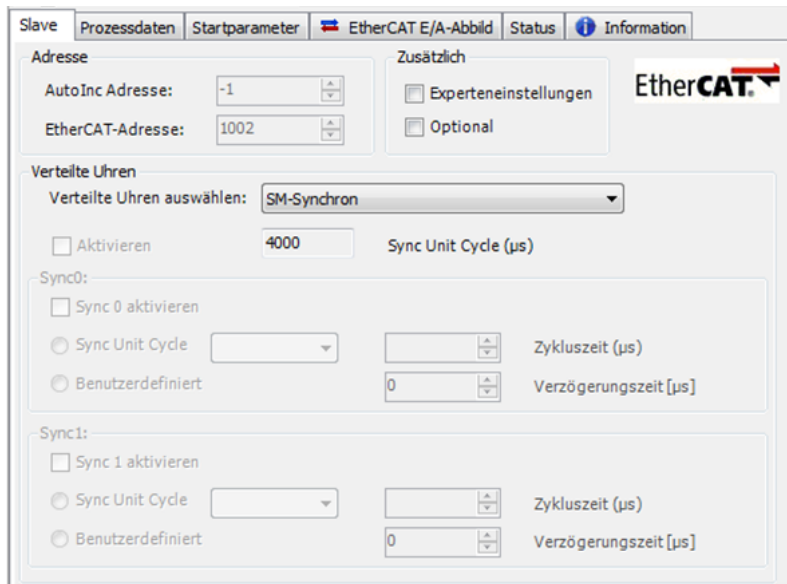 Slave Prozessdaten Startparameter EtherCAT E/A-Abbild Status Information
Adresse
AutoInc Adresse: -1
EtherCAT-Adresse: 1002
Zusätzlich
Experteneinstellungen
Optional
EtherCAT.
Verteilte Uhren
Verteilte Uhren auswählen: SM-Synchron
Aktivieren 4000 Sync Unit Cycle (µs)
Sync0:
Sync 0 aktivieren
Sync Unit Cycle Zykluszeit (µs)
Benutzerdefiniert 0 Verzögerungszeit[µs]
Sync1:
Sync 1 aktivieren
Sync Unit Cycle Zykluszeit (µs)
Benutzerdefiniert 0 Verzögerungszeit[µs]